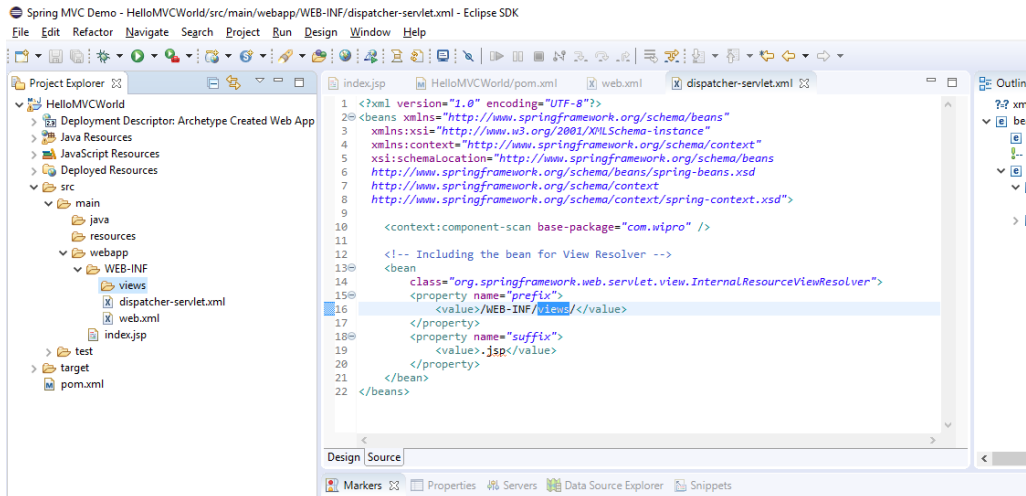 Spring MVC Demo - HelloMVCWorld/src/main/webapp/WEB-INF/dispatcher-servlet.xml - Eclipse SDK
File Edit Refactor Navigate Search Project Run Design Window Help
Project Explorer
HelloMVCWorld
Deployment Descriptor: Archetype Created Web App
Java Resources
JavaScript Resources
Deployed Resources
src
main
java
resources
webapp
WEB-INF
views
dispatcher-servlet.xml
web.xml
index.jsp
test
target
pom.xml
index.jsp HelloMVCWorld/pom.xml web.xml dispatcher-servlet.xml
1 <?xml version="1.0" encoding="UTF-8"?>
2 <beans xmlns="http://www.springframework.org/schema/beans"
3 xmlns:xsi="http://www.w3.org/2001/XMLSchema-instance"
4 xmlns:context="http://www.springframework.org/schema/context"
5 xsi:schemaLocation="http://www.springframework.org/schema/beans
6 http://www.springframework.org/schema/beans/spring-beans.xsd
7 http://www.springframework.org/schema/context
8 http://www.springframework.org/schema/context/spring-context.xsd">
9
10 <context:component-scan base-package="com.wipro" />
11
12 <!-- Including the bean for View Resolver -->
13 <bean
14 class="org.springframework.web.servlet.view.InternalResourceViewResolver">
15 <property name="prefix">
16 <value>/WEB-INF/views/</value>
17 </property>
18 <property name="suffix">
19 <value>.jsp</value>
20 </property>
21 </bean>
22 </beans>
Design Source
Markers Properties Servers Data Source Explorer Snippets
Outlin
?=? xm
be